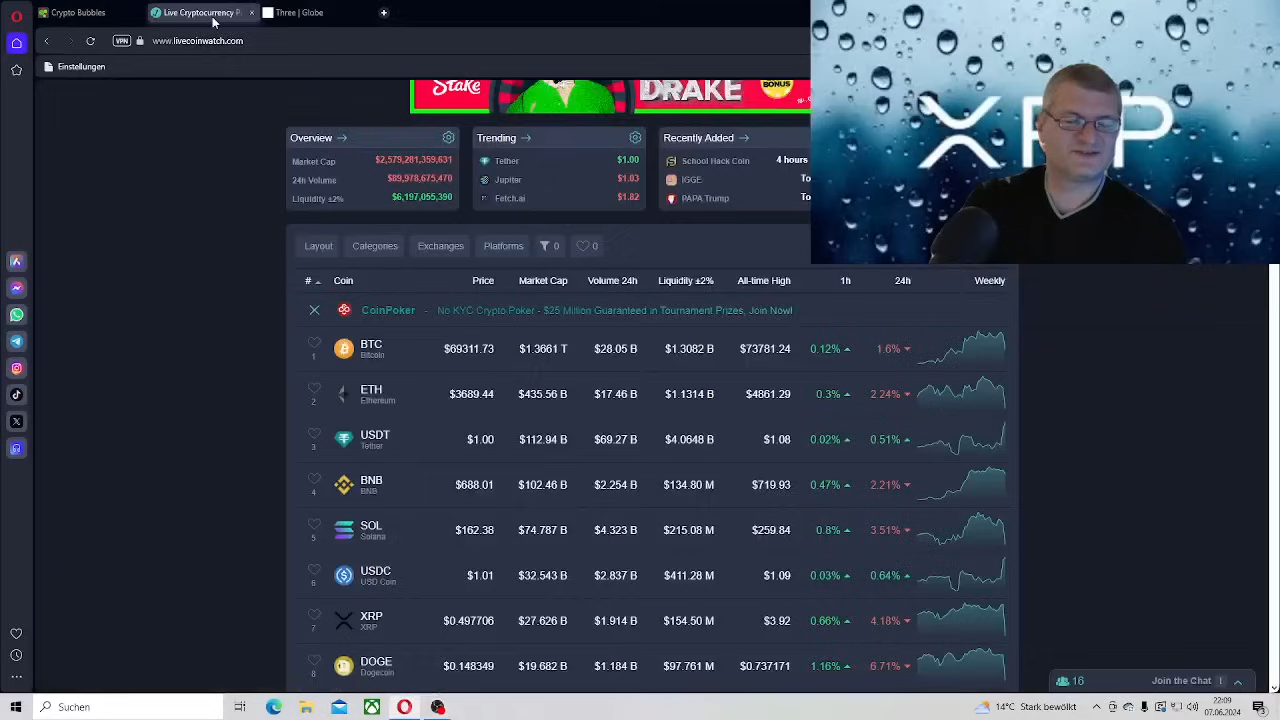 Crypto Bubbles
Live Cryptocurrency P
Three | Globe
VPN
www.livecoinwatch.com
Einstellungen
Stake
DRAKE
BONUS
XRP
Overview
Trending
Recently Added
Market Cap $2,579,281,359,631
Tether $1.00
School Hack Coin 4 hours
24h Volume $89,978,675,470
Jupiter $1.03
IGGE To
Liquidity ±2% $6,197,055,390
Fetch.ai $1.82
PAPA Trump To
Layout Categories Exchanges Platforms 0 0
# Coin Price Market Cap Volume 24h Liquidity ±2% All-time High 1h 24h Weekly
CoinPoker - No KYC Crypto Poker - $25 Million Guaranteed in Tournament Prizes, Join Now!
1 BTC $69311.73 $1.3661 T $28.05 B $1.3082 B $73781.24 0.12% 1.6%
Bitcoin
2 ETH $3689.44 $435.56 B $17.46 B $1.1314 B $4861.29 0.3% 2.24%
Ethereum
3 USDT $1.00 $112.94 B $69.27 B $4.0648 B $1.08 0.02% 0.51%
Tether
4 BNB $688.01 $102.46 B $2.254 B $134.80 M $719.93 0.47% 2.21%
BNB
5 SOL $162.38 $74.787 B $4.323 B $215.08 M $259.84 0.8% 3.51%
Solana
6 USDC $1.01 $32.543 B $2.837 B $411.28 M $1.09 0.03% 0.64%
USD Coin
7 XRP $0.497706 $27.626 B $1.914 B $154.50 M $3.92 0.66% 4.18%
XRP
8 DOGE $0.148349 $19.682 B $1.184 B $97.761 M $0.737171 1.16% 6.71%
Dogecoin
16 Join the Chat
Suchen
14°C Stark bewölkt
22:09
07.06.2024